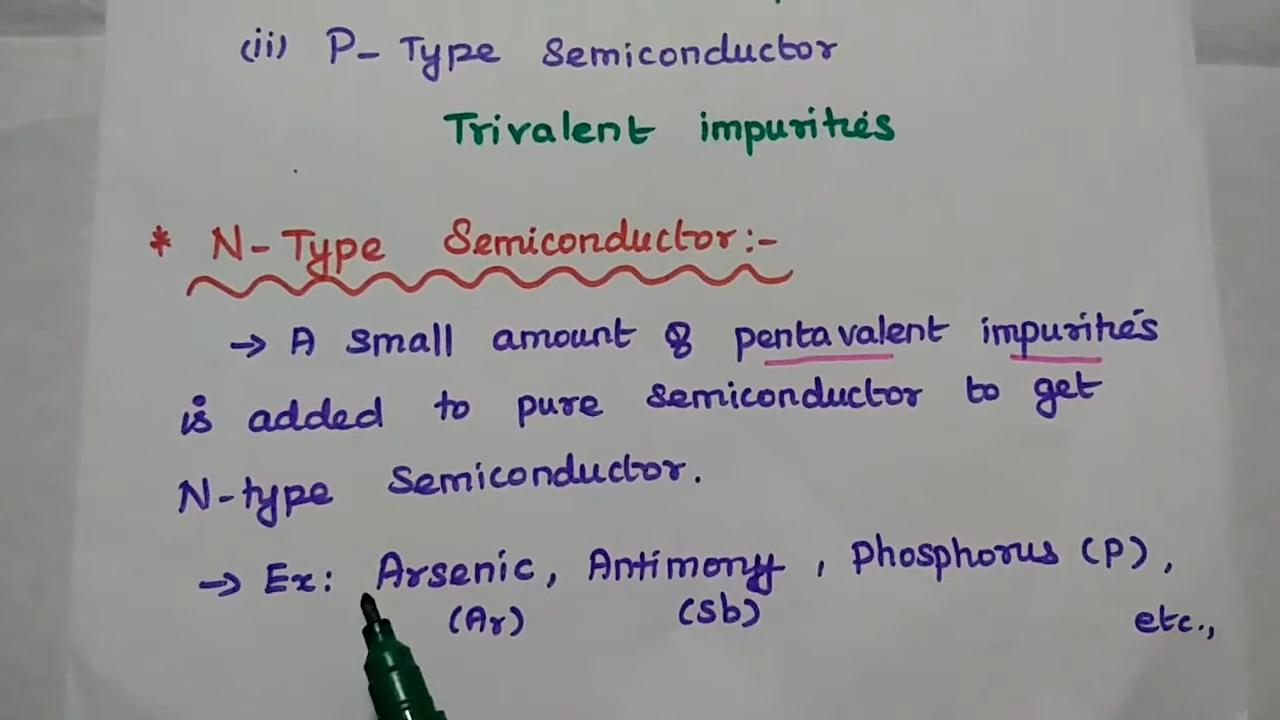 (ii) P- Type Semiconductor
Trivalent impurities
* N-Type Semiconductor:-
→ A small amount of pentavalent impurities
is added to pure semiconductor to get
N-type Semiconductor.
→ Ex: Arsenic, Antimony, Phosphorus (P),
(Ar) (Sb) etc.,